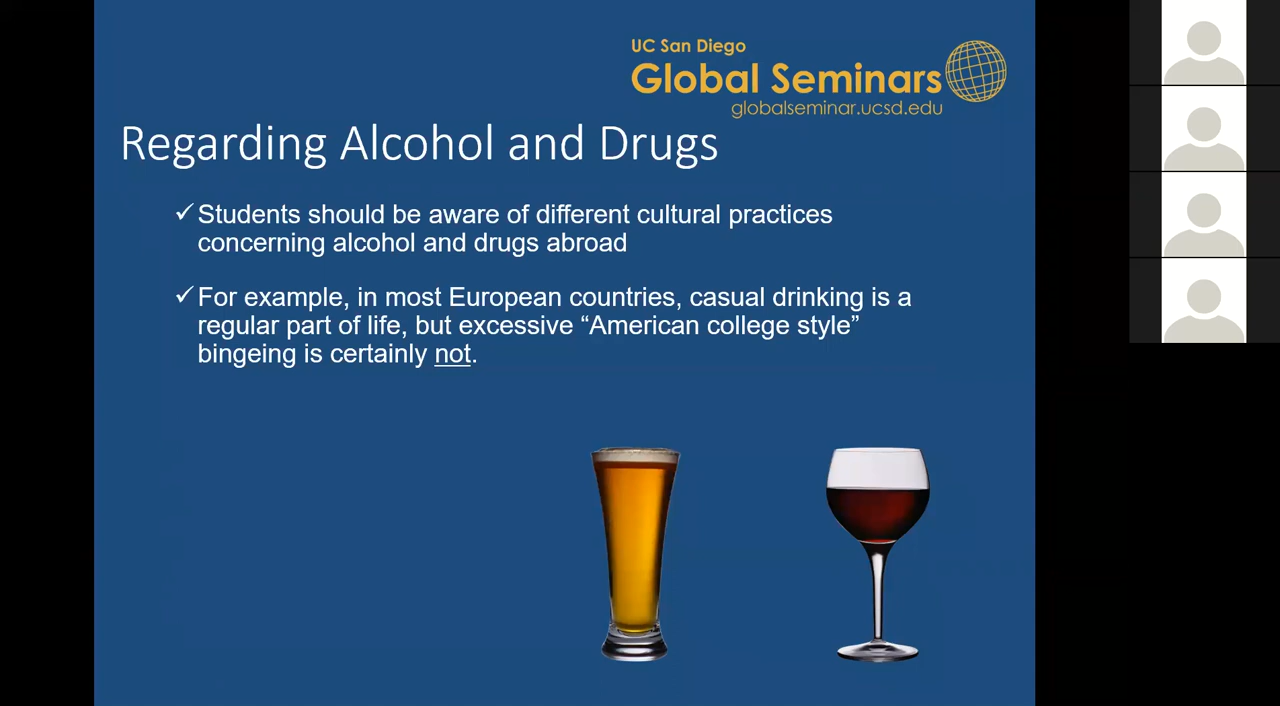 UC San Diego
Global Seminars
globalseminar.ucsd.edu
Regarding Alcohol and Drugs
✓Students should be aware of different cultural practices
concerning alcohol and drugs abroad
✓For example, in most European countries, casual drinking is a
regular part of life, but excessive “American college style”
bingeing is certainly not.